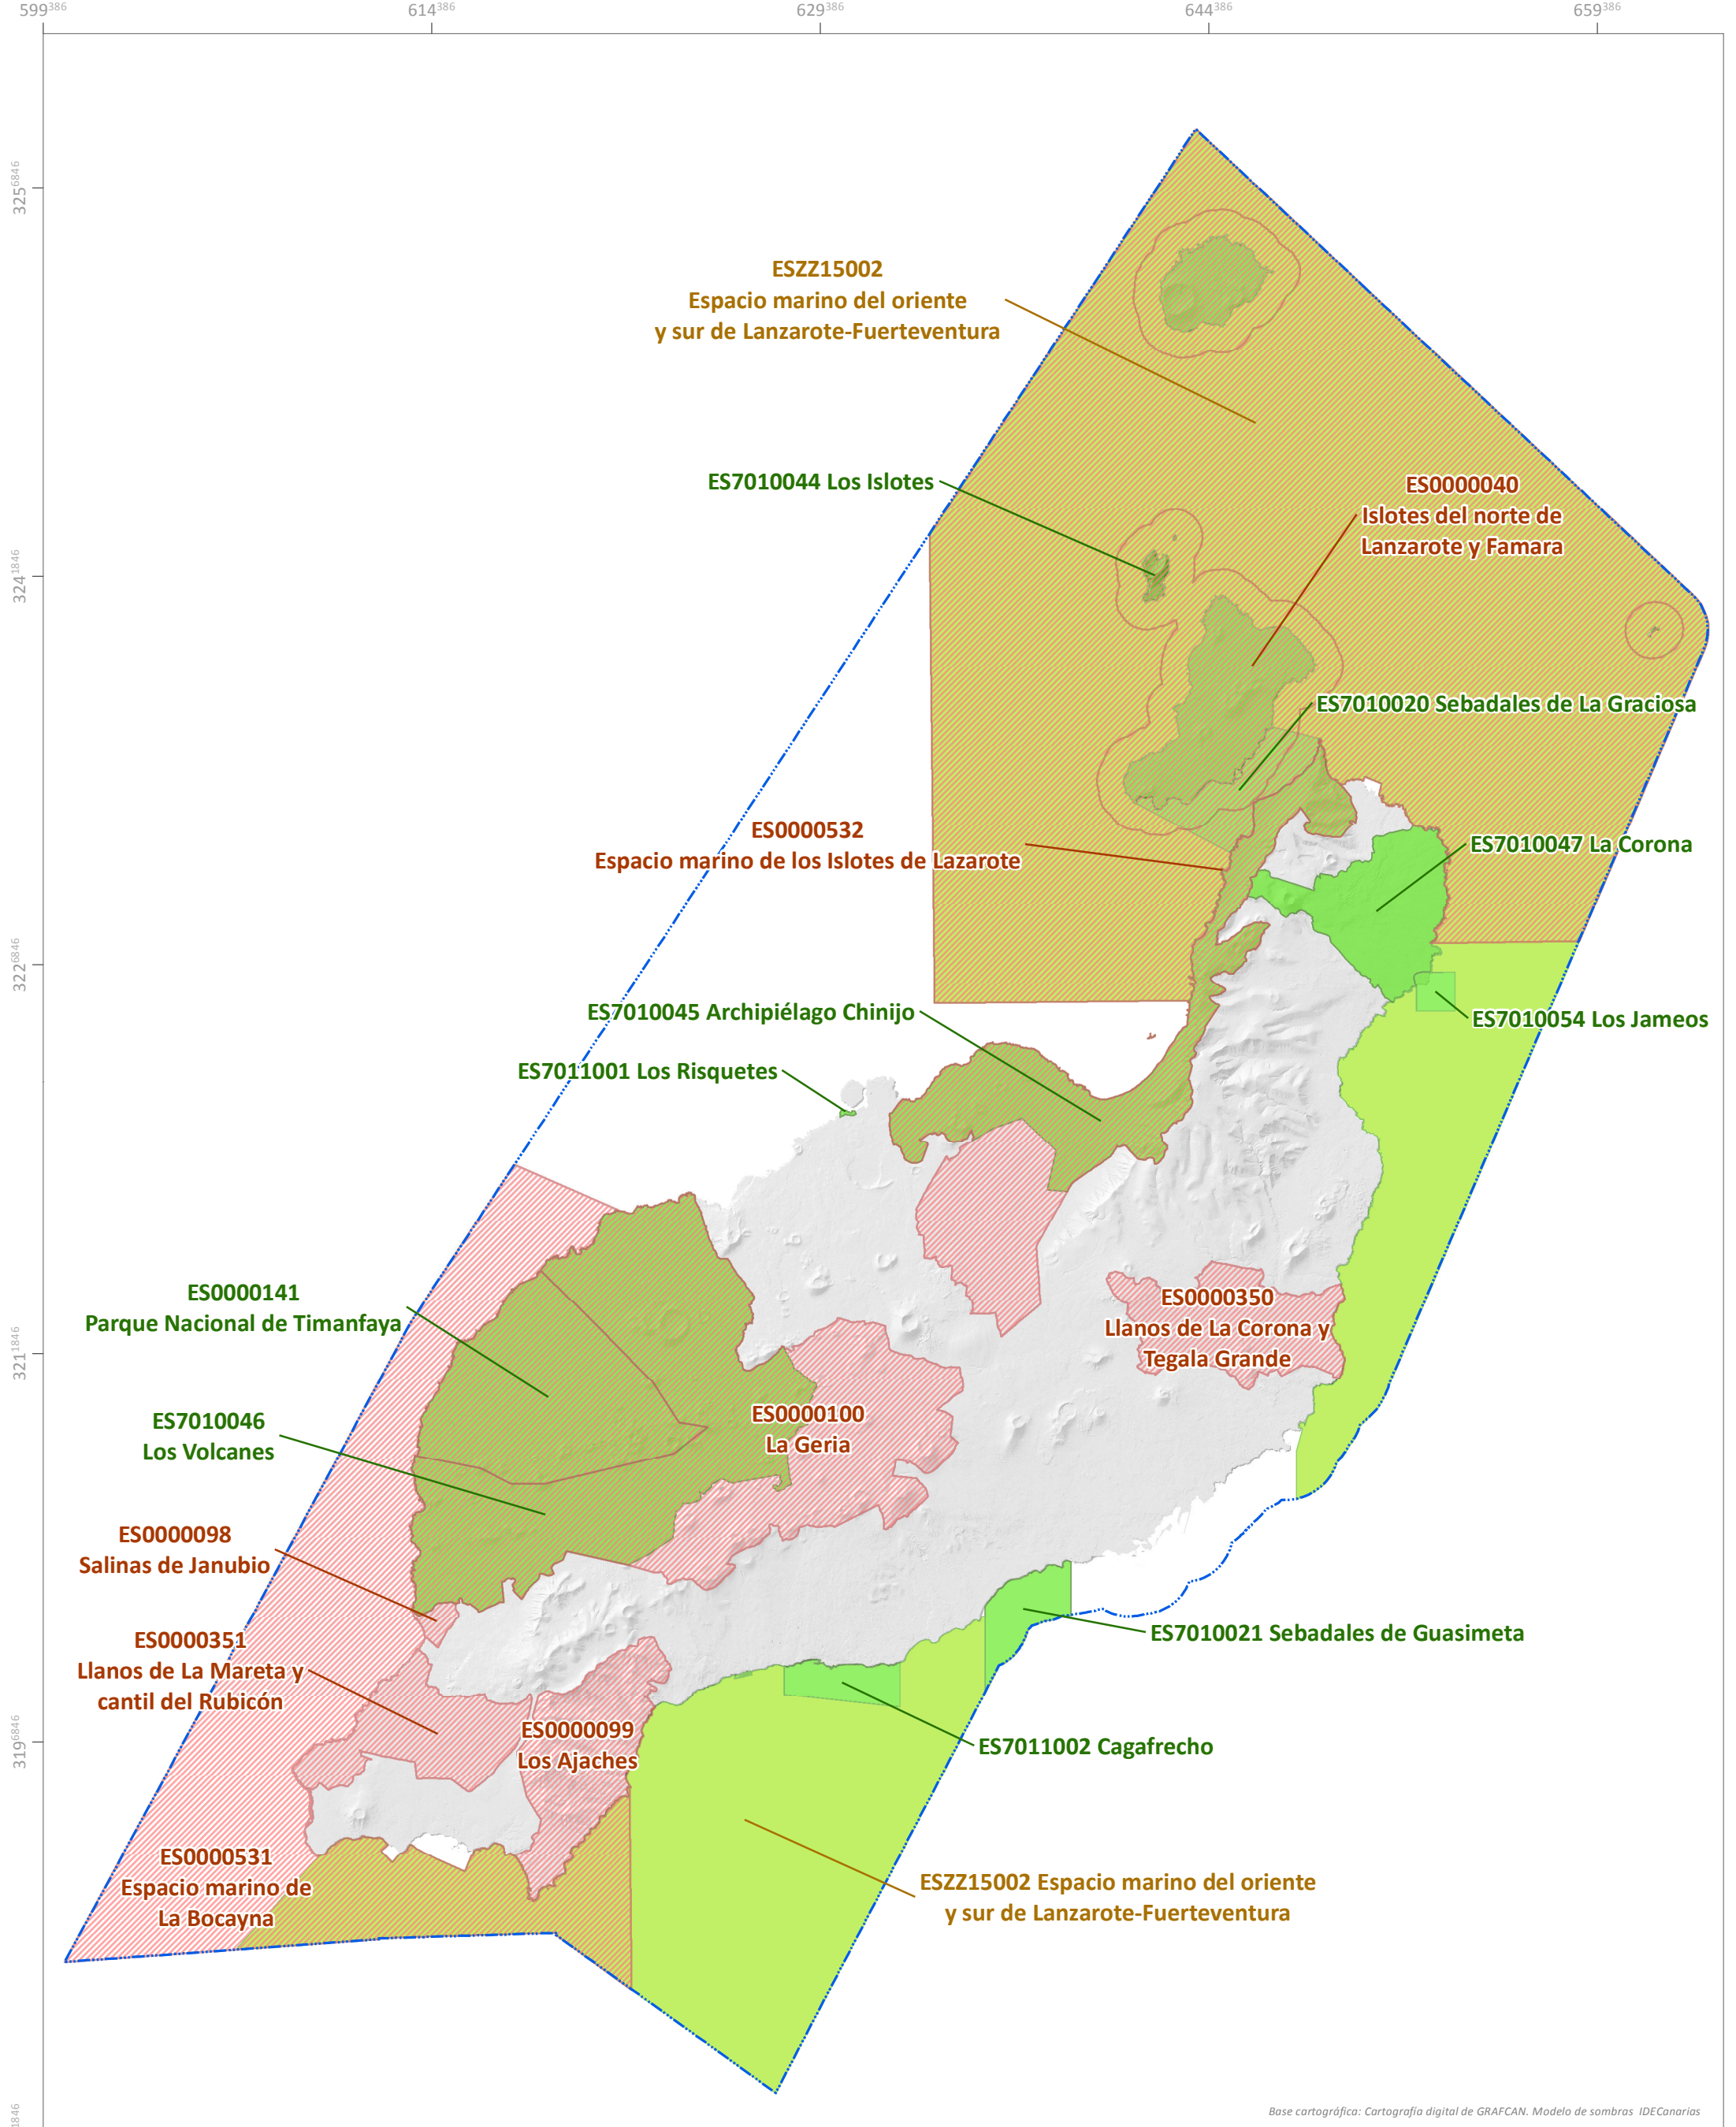 599386
614386
629386
644386
659386
3256846
3241846
3226846
3211846
3196846
1846
ESZZ15002
Espacio marino del oriente
y sur de Lanzarote-Fuerteventura
ES7010044 Los Islotes
ES0000040
Islotes del norte de
Lanzarote y Famara
ES7010020 Sebadales de La Graciosa
ES0000532
Espacio marino de los Islotes de Lazarote
ES7010047 La Corona
ES7010045 Archipiélago Chinijo
ES7010054 Los Jameos
ES7011001 Los Risquetes
ES0000141
Parque Nacional de Timanfaya
ES0000350
Llanos de La Corona y
Tegala Grande
ES7010046
Los Volcanes
ES0000100
La Geria
ES0000098
Salinas de Janubio
ES0000351
Llanos de La Mareta y
cantil del Rubicón
ES7010021 Sebadales de Guasimeta
ES0000099
Los Ajaches
ES7011002 Cagafrecho
ES0000531
Espacio marino de
La Bocayna
ESZZ15002 Espacio marino del oriente
y sur de Lanzarote-Fuerteventura
Base cartográfica: Cartografía digital de GRAFCAN. Modelo de sombras IDECanarias